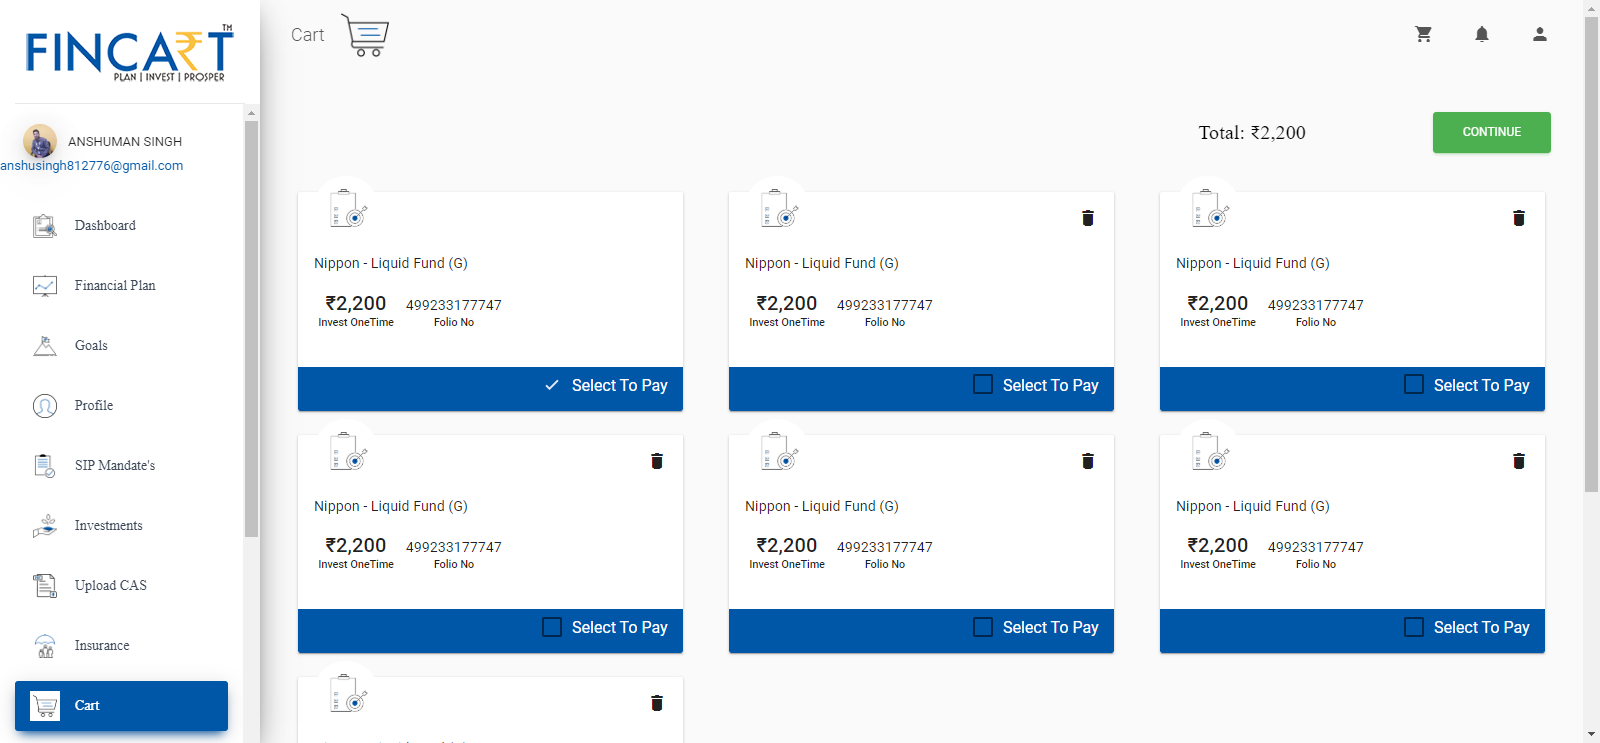 FINCART™
PLAN | INVEST | PROSPER
ANSHUMAN SINGH
anshusingh812776@gmail.com
Dashboard
Financial Plan
Goals
Profile
SIP Mandate's
Investments
Upload CAS
Insurance
Cart
Cart
Total: ₹2,200
CONTINUE
Nippon - Liquid Fund (G)
₹2,200 499233177747
Invest OneTime Folio No
Select To Pay
Nippon - Liquid Fund (G)
₹2,200 499233177747
Invest OneTime Folio No
Select To Pay
Nippon - Liquid Fund (G)
₹2,200 499233177747
Invest OneTime Folio No
Select To Pay
Nippon - Liquid Fund (G)
₹2,200 499233177747
Invest OneTime Folio No
Select To Pay
Nippon - Liquid Fund (G)
₹2,200 499233177747
Invest OneTime Folio No
Select To Pay
Nippon - Liquid Fund (G)
₹2,200 499233177747
Invest OneTime Folio No
Select To Pay